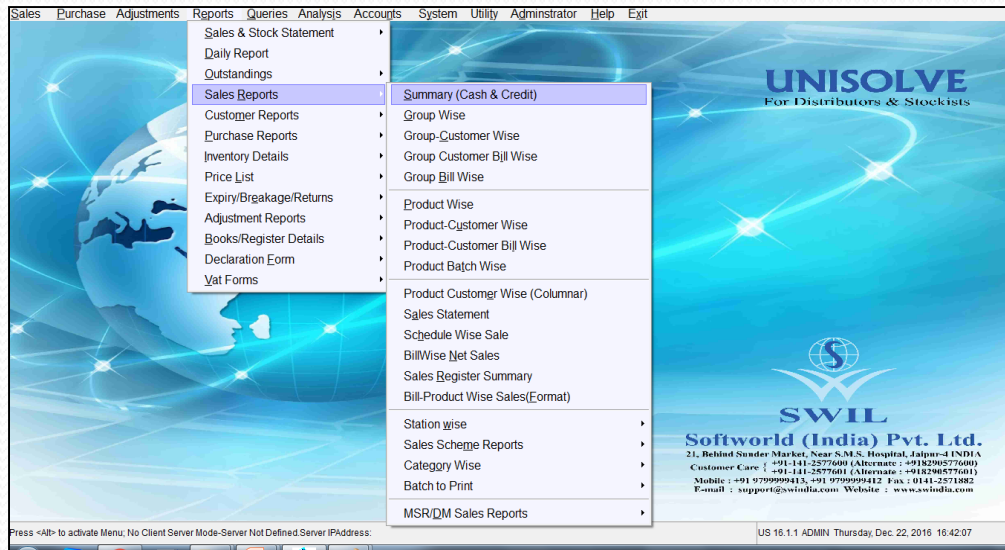 Sales Purchase Adjustments Reports Queries Analysis Accounts System Utility Adminstrator Help Exit
Sales & Stock Statement
Daily Report
Outstandings
Sales Reports
Customer Reports
Purchase Reports
Inventory Details
Price List
Expiry/Breakage/Returns
Adjustment Reports
Books/Register Details
Declaration Form
Vat Forms
Summary (Cash & Credit)
Group Wise
Group-Customer Wise
Group Customer Bill Wise
Group Bill Wise
Product Wise
Product-Customer Wise
Product-Customer Bill Wise
Product Batch Wise
Product Customer Wise (Columnar)
Sales Statement
Schedule Wise Sale
BillWise Net Sales
Sales Register Summary
Bill-Product Wise Sales(Format)
Station wise
Sales Scheme Reports
Category Wise
Batch to Print
MSR/DM Sales Reports
UNISOLVE
For Distributors & Stockists
S
SWIL
Softworld (India) Pvt. Ltd.
21, Behind Sunder Market, Near S.M.S. Hospital, Jaipur-4 INDIA
Customer Care { +91-141-2577600 (Alternate : +918290577600)
+91-141-2577601 (Alternate : +918290577601)
Mobile : +91 9799999413, +91 9799999412 Fax : 0141-2571882
E-mail : support@swindia.com Website : www.swindia.com
Press <Alt> to activate Menu; No Client Server Mode-Server Not Defined.Server IPAddress:
US 16.1.1 ADMIN Thursday, Dec. 22, 2016 16:42:07